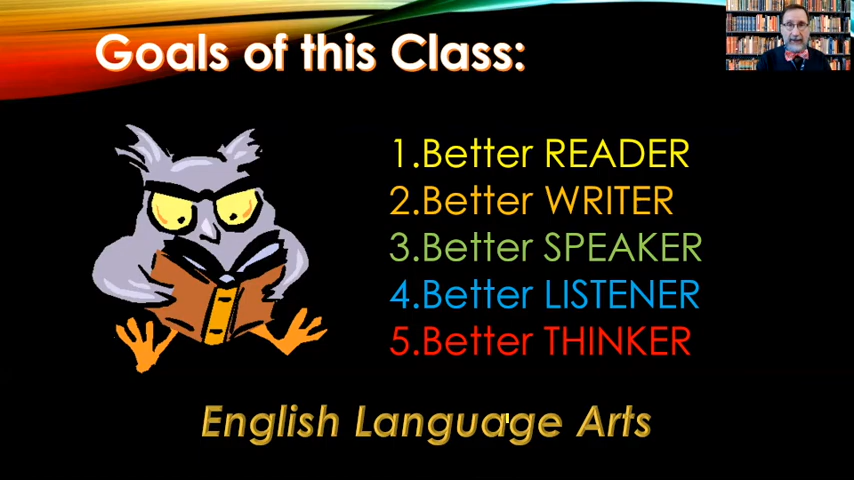 Goals of this Class:
1.Better READER
2.Better WRITER
3.Better SPEAKER
4.Better LISTENER
5.Better THINKER
English Language Arts